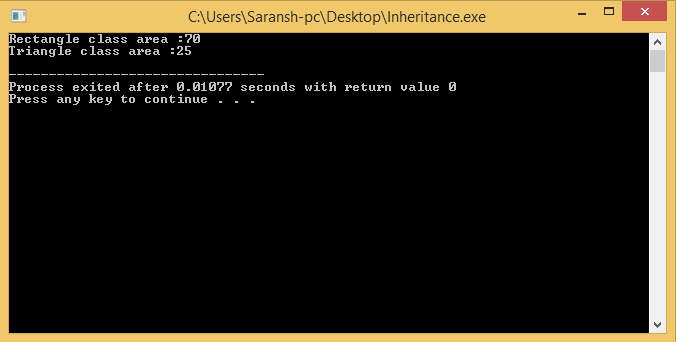 C:\Users\Saransh-pc\Desktop\Inheritance.exe
Rectangle class area :70
Triangle class area :25
--------------------------------
Process exited after 0.01077 seconds with return value 0
Press any key to continue . . .